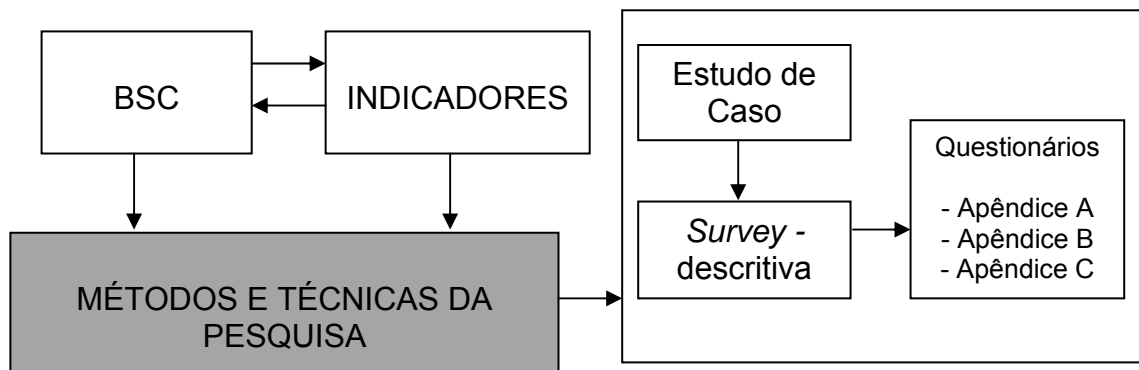 BSC
INDICADORES
MÉTODOS E TÉCNICAS DA
PESQUISA
Estudo de
Caso
Survey -
descritiva
Questionários
- Apêndice A
- Apêndice B
- Apêndice C